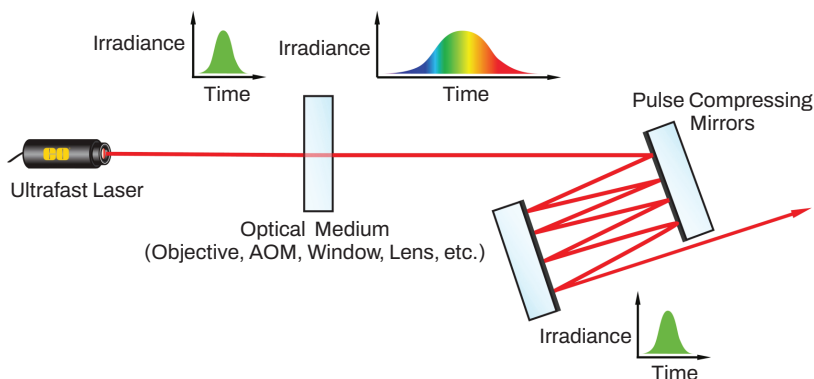 Irradiance
Time
Irradiance
Time
Pulse Compressing
Mirrors
Ultrafast Laser
Optical Medium
(Objective, AOM, Window, Lens, etc.)
Irradiance
Time